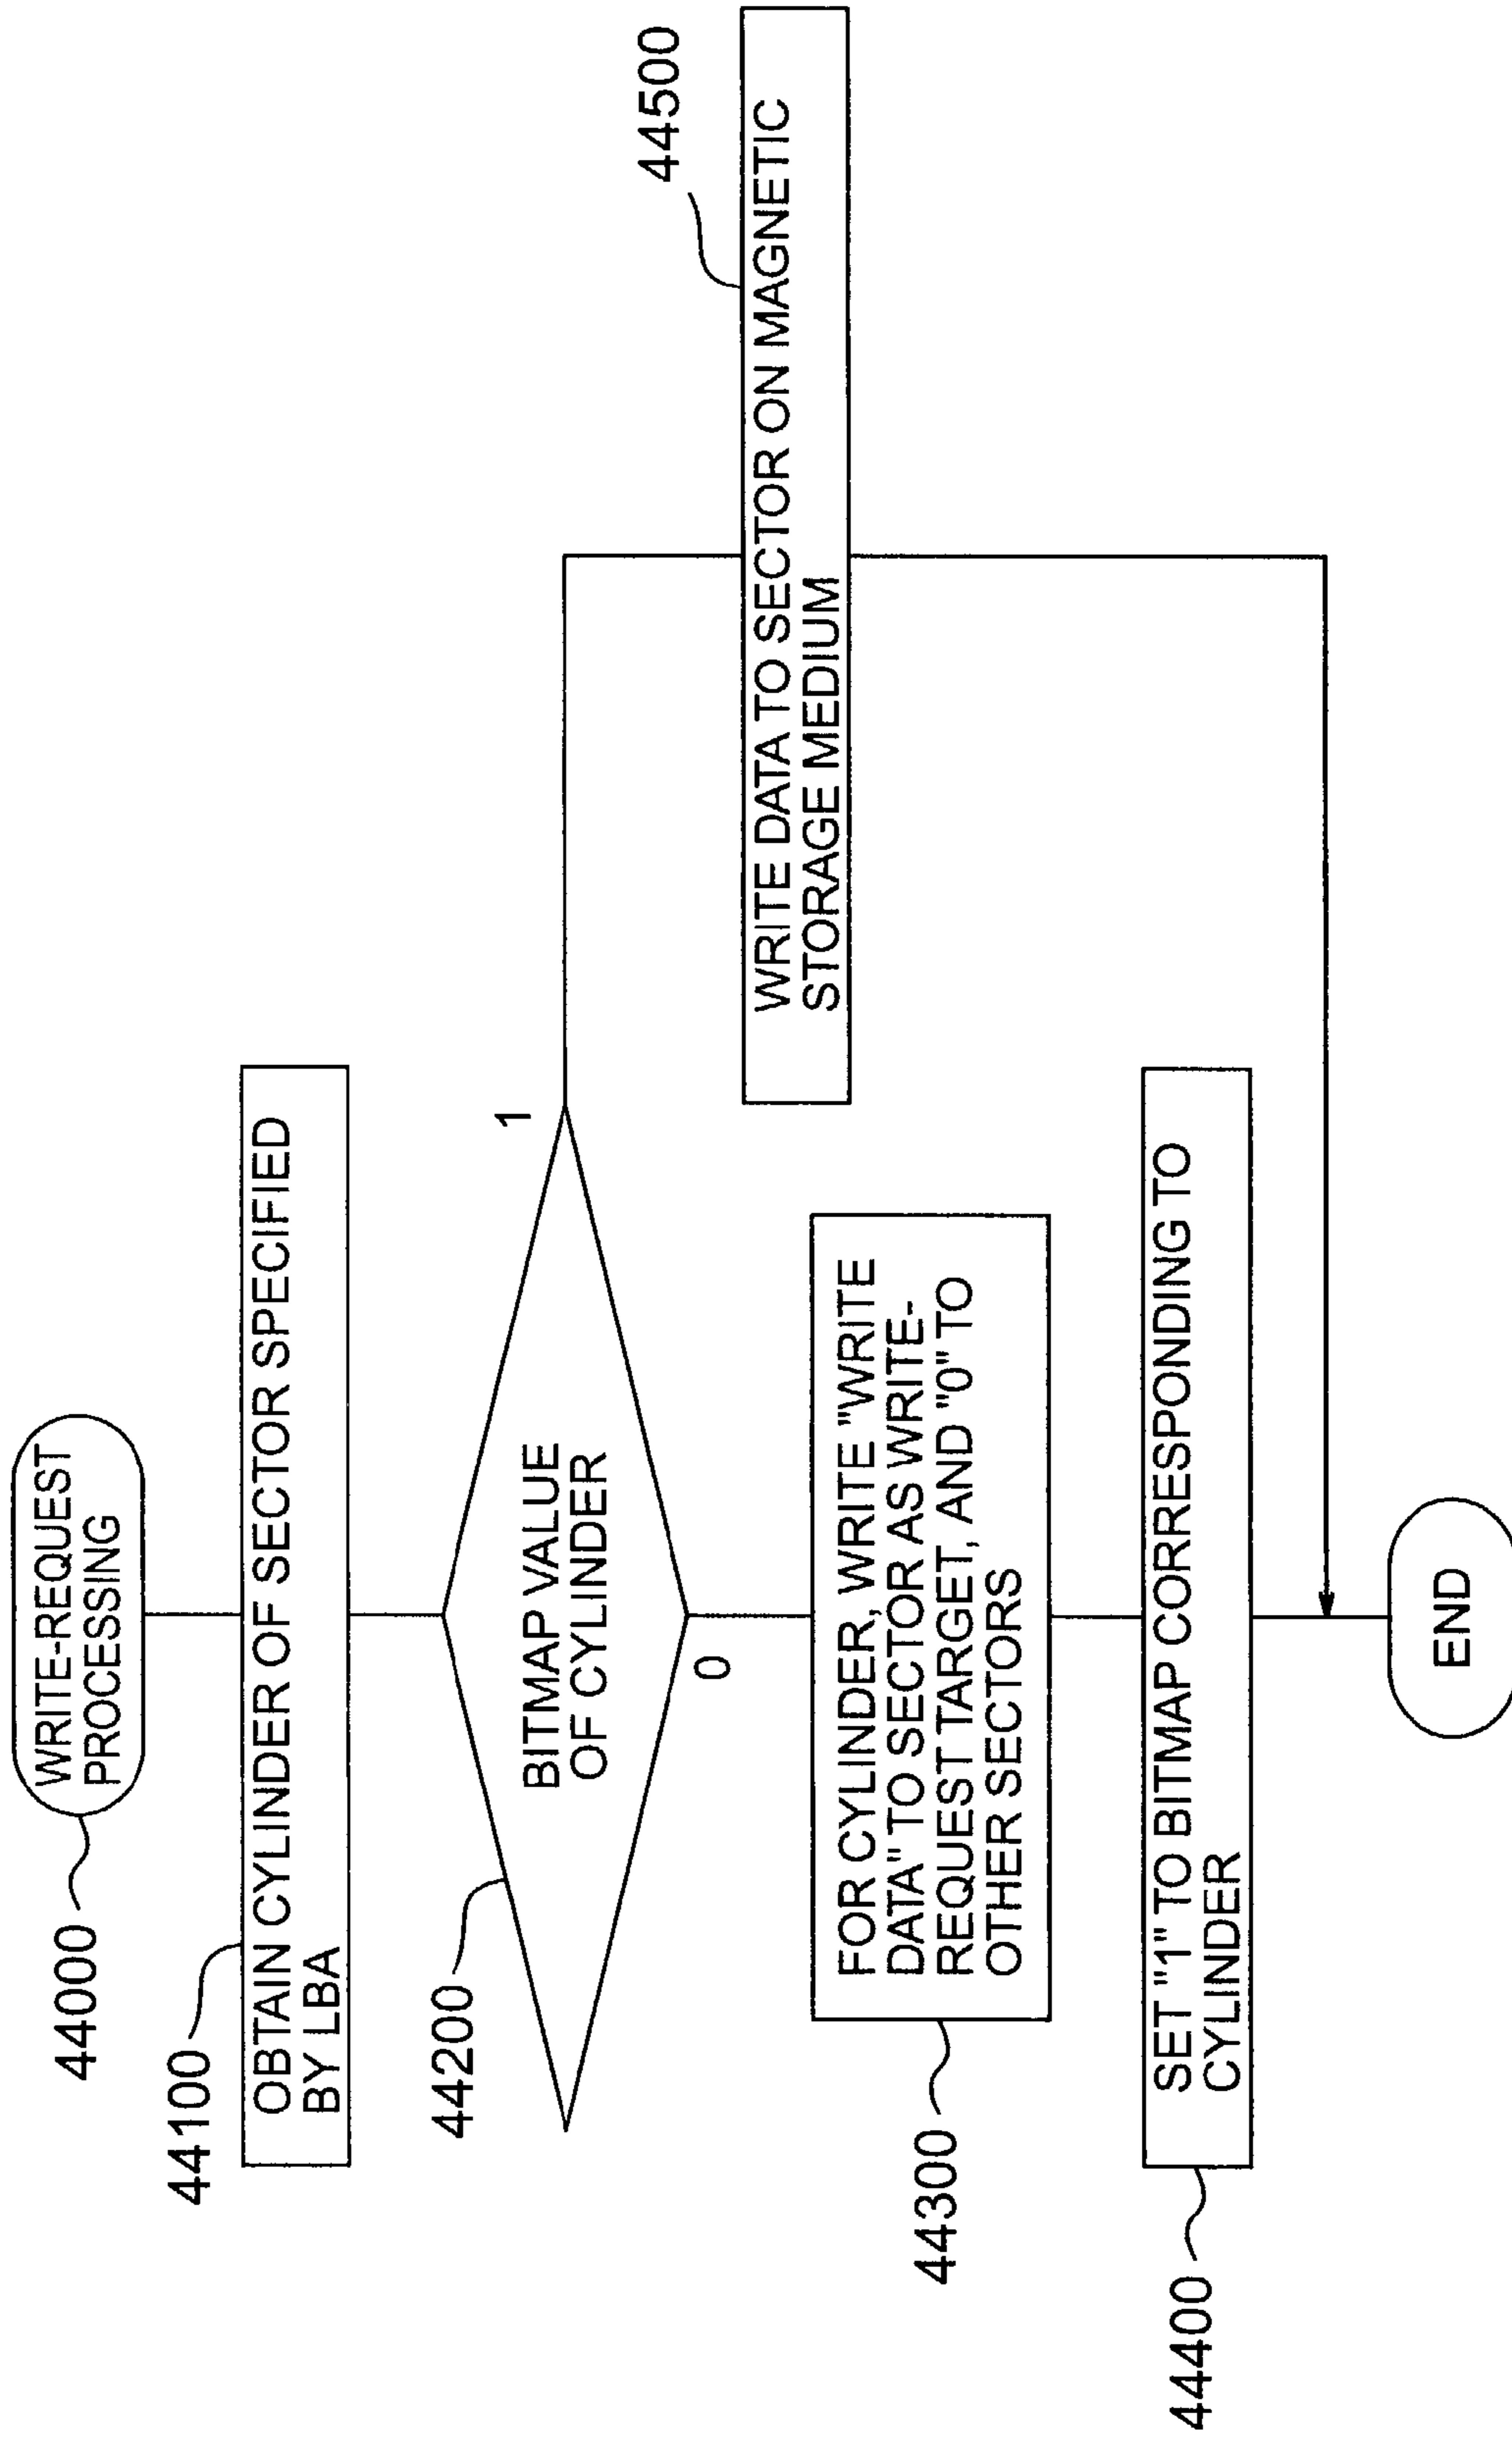 WRITE-REQUEST
PROCESSING
44000
44100
OBTAIN CYLINDER OF SECTOR SPECIFIED
BY LBA
44200
BITMAP VALUE
OF CYLINDER
1
0
44500
WRITE DATA TO SECTOR ON MAGNETIC
STORAGE MEDIUM
44300
FOR CYLINDER, WRITE "WRITE
DATA" TO SECTOR AS WRITE-
REQUEST TARGET, AND "0" TO
OTHER SECTORS
44400
SET "1" TO BITMAP CORRESPONDING TO
CYLINDER
END